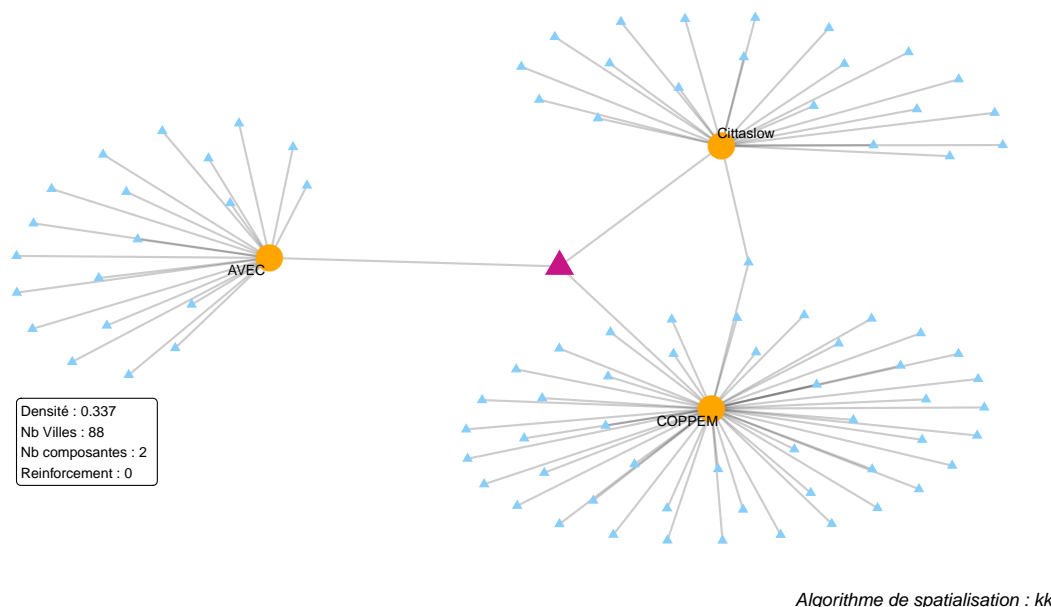 Cittaslow
AVEC
COPPEM
Densité : 0.337
Nb Villes : 88
Nb composantes : 2
Reinforcement : 0
Algorithme de spatialisation : kk